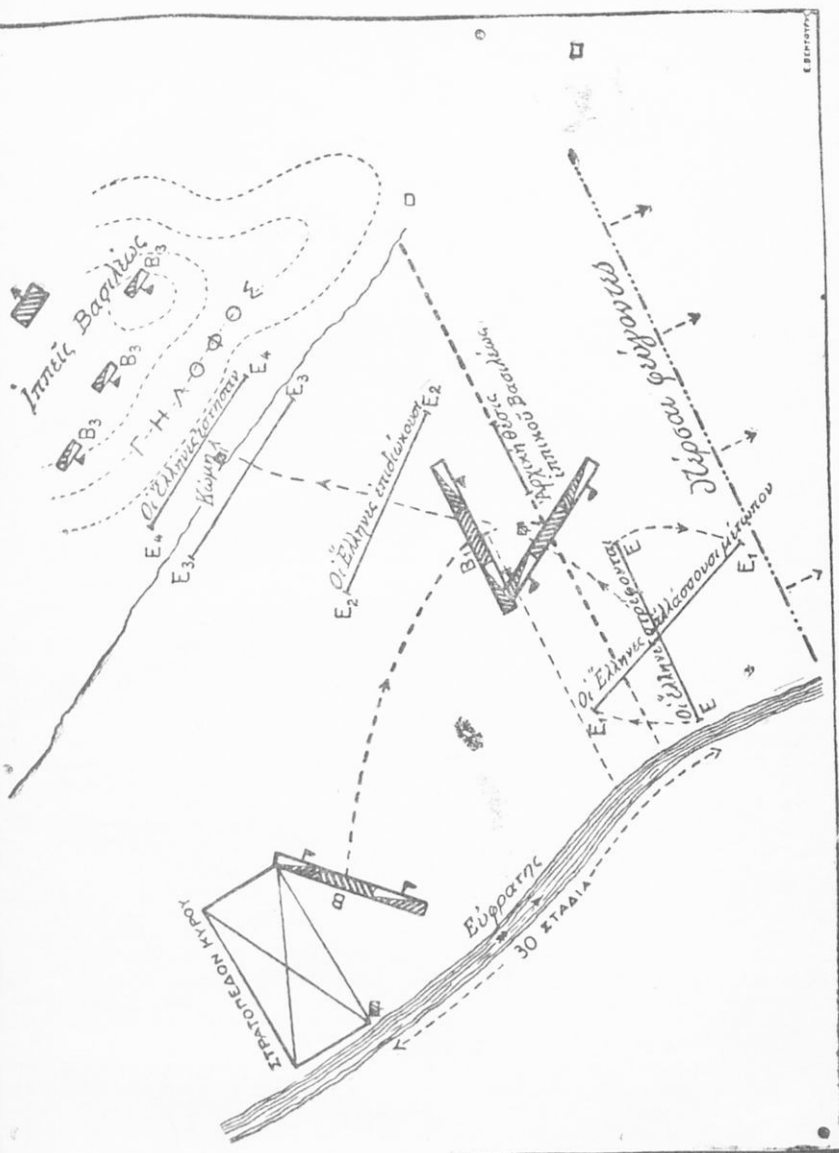 Ε. ΒΕΝΤΟΥΡΗΣ
Ἱππεῖς Βασιλέως
Β3
Β3
Β3
Γ-Η-Λ-Ο-Φ-Ο-Σ
Ε4
Οἱ Ἕλληνες ἔστησαν
Ε4
Κώμη
Ε3
Ε3
Ε2
Οἱ Ἕλληνες ἐπιδιώκουσι
Ε2
Ἀρχικὴ θέσις
ἱππικοῦ Βασιλέως
Β1
Πέρσαι φεύγοντες
Οἱ Ἕλληνες ἀλλάσσουσι μέτωπον
Ε1
Ε1
Οἱ Ἕλληνες στρέφονται
Ε
Ε
Β
ΣΤΡΑΤΟΠΕΔΟΝ ΚΥΡΟΥ
Εὐφράτης
30 ΣΤΑΔΙΑ